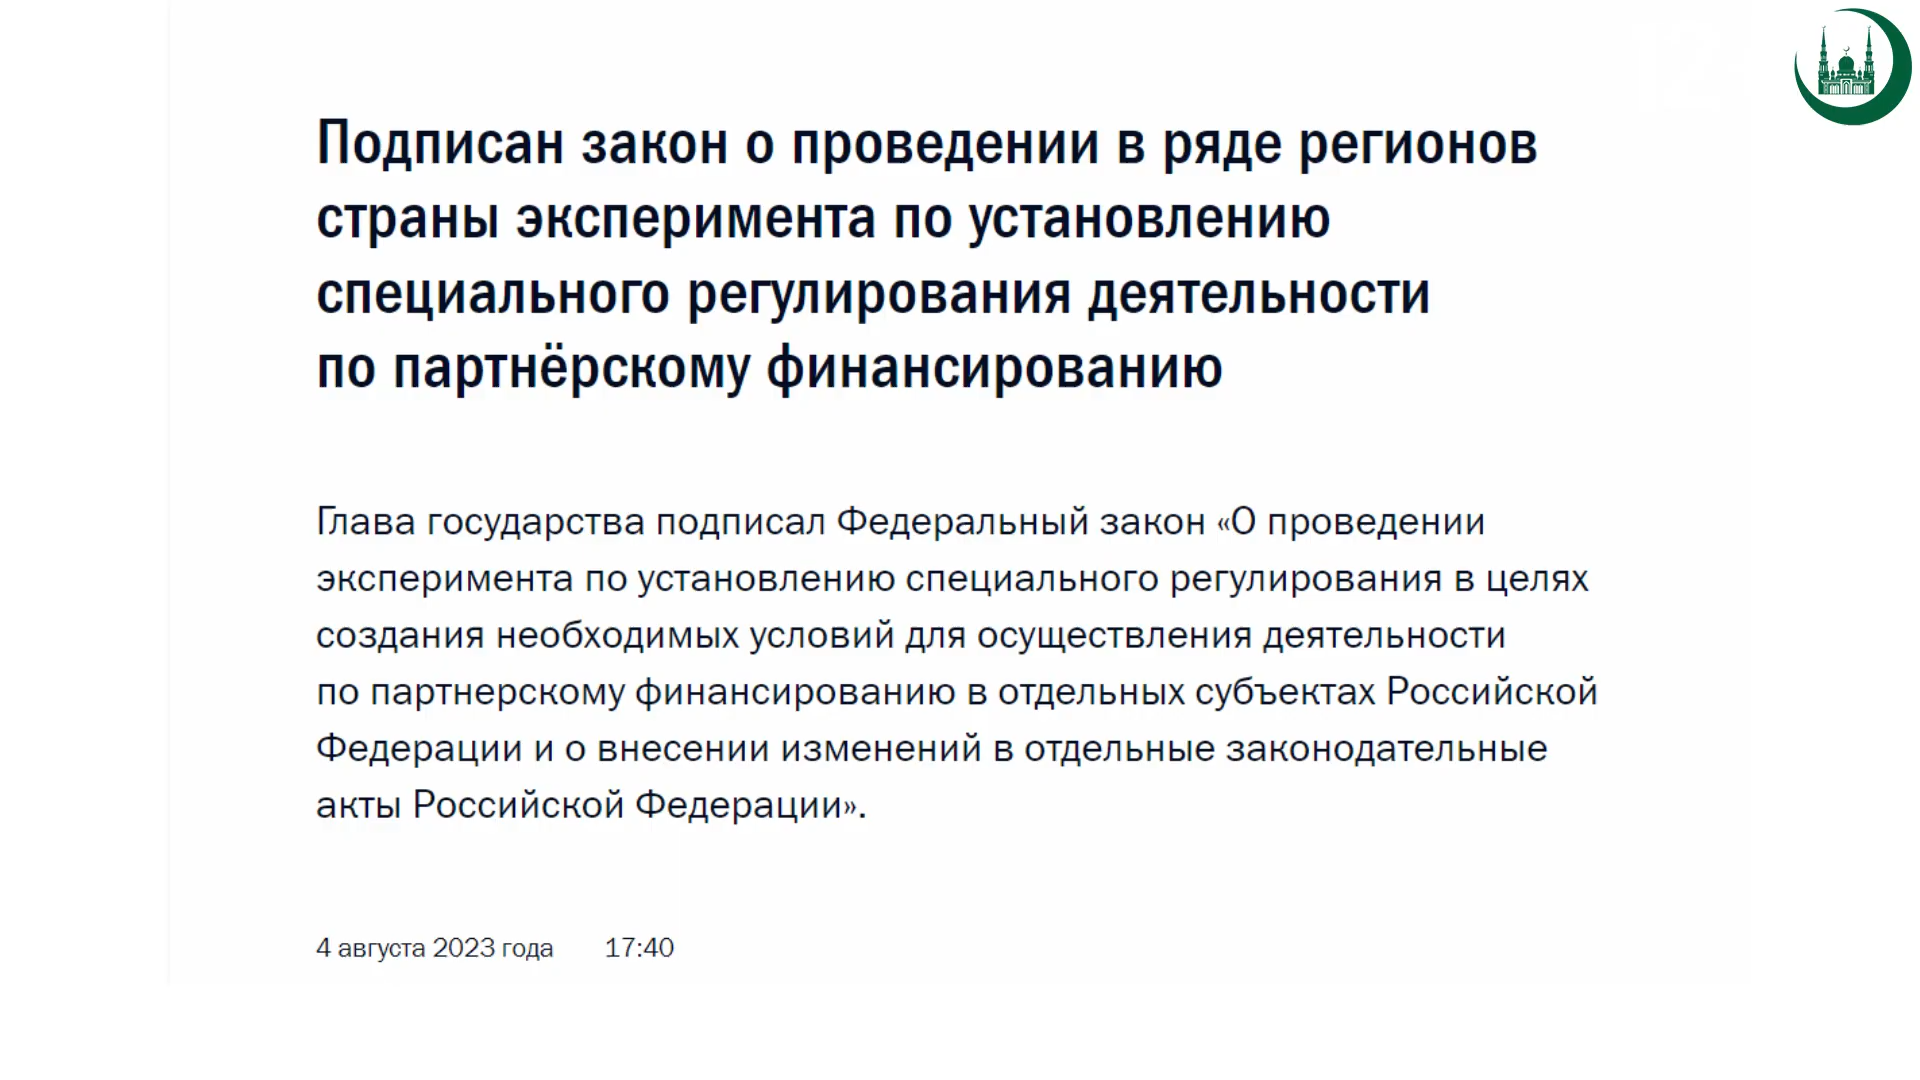 Подписан закон о проведении в ряде регионов
страны эксперимента по установлению
специального регулирования деятельности
по партнёрскому финансированию
Глава государства подписал Федеральный закон «О проведении
эксперимента по установлению специального регулирования в целях
создания необходимых условий для осуществления деятельности
по партнерскому финансированию в отдельных субъектах Российской
Федерации и о внесении изменений в отдельные законодательные
акты Российской Федерации».
4 августа 2023 года 17:40